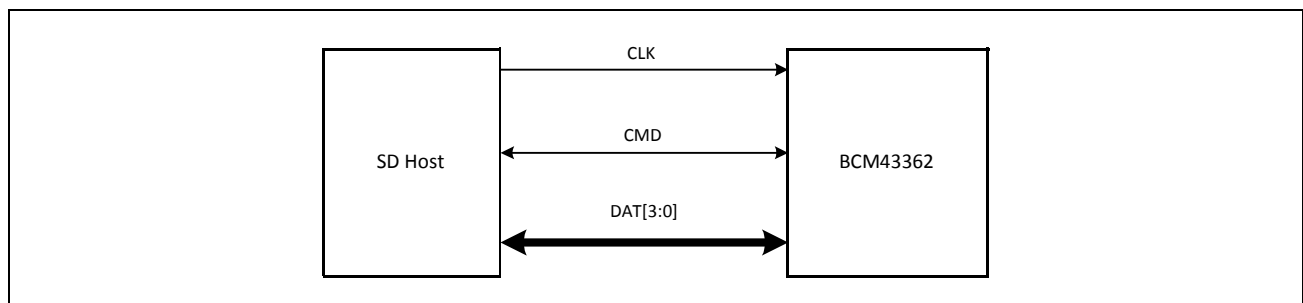 CLK
CMD
SD Host
BCM43362
DAT[3:0]